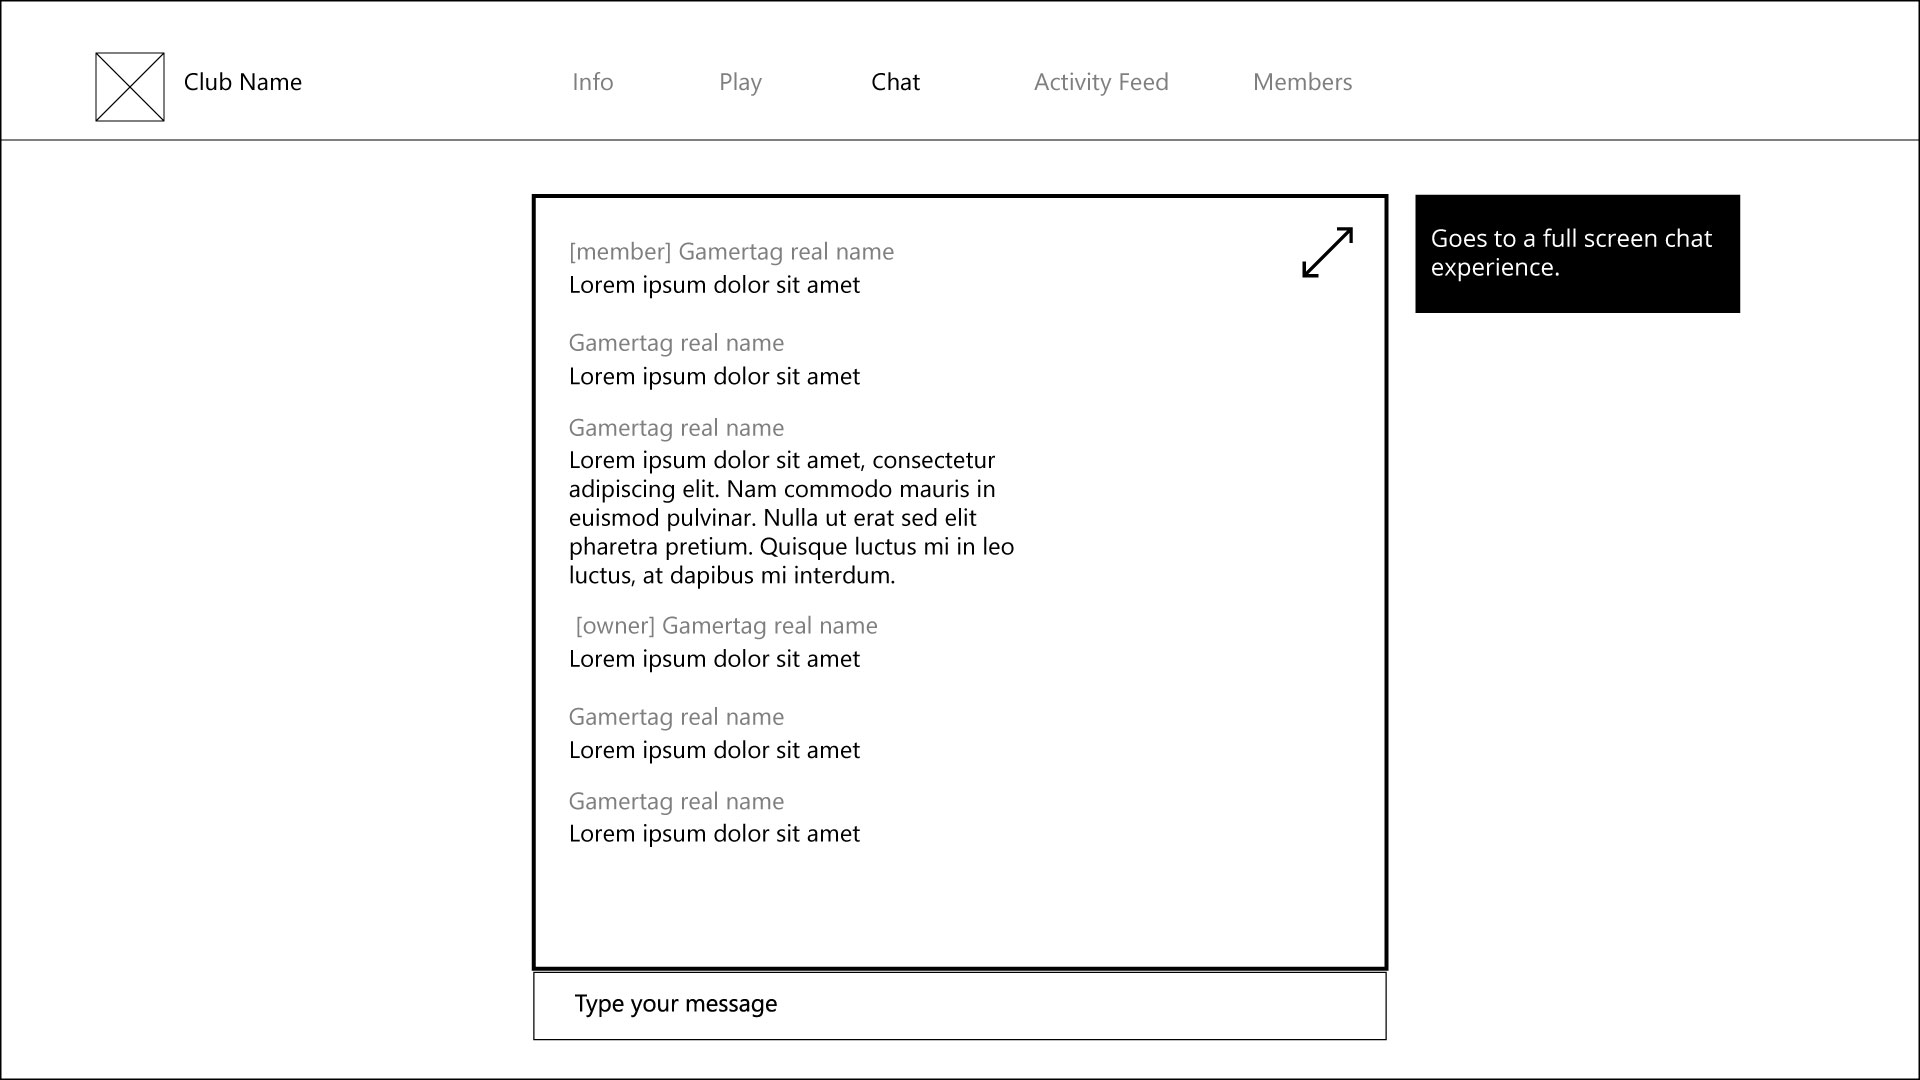 Club Name
Info
Play
Chat
Activity Feed
Members
[member] Gamertag real name
Lorem ipsum dolor sit amet
Gamertag real name
Lorem ipsum dolor sit amet
Gamertag real name
Lorem ipsum dolor sit amet, consectetur
adipiscing elit. Nam commodo mauris in
euismod pulvinar. Nulla ut erat sed elit
pharetra pretium. Quisque luctus mi in leo
luctus, at dapibus mi interdum.
[owner] Gamertag real name
Lorem ipsum dolor sit amet
Gamertag real name
Lorem ipsum dolor sit amet
Gamertag real name
Lorem ipsum dolor sit amet
Type your message
Goes to a full screen chat
experience.